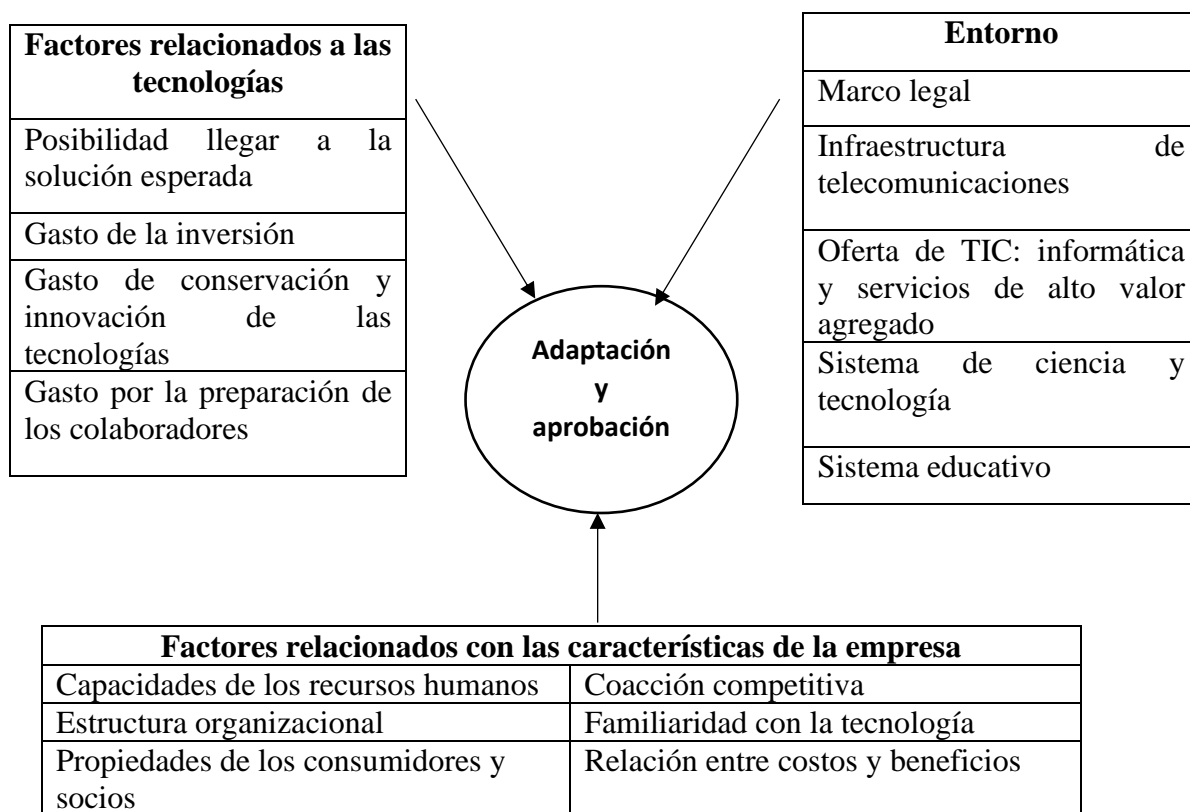 Factores relacionados a las
tecnologías
Posibilidad llegar a la
solución esperada
Gasto de la inversión
Gasto de conservación y
innovación de las
tecnologías
Gasto por la preparación de
los colaboradores
Entorno
Marco legal
Infraestructura de
telecomunicaciones
Oferta de TIC: informática
y servicios de alto valor
agregado
Sistema de ciencia y
tecnología
Sistema educativo
Adaptación
y
aprobación
Factores relacionados con las características de la empresa
Capacidades de los recursos humanos
Coacción competitiva
Estructura organizacional
Familiaridad con la tecnología
Propiedades de los consumidores y
socios
Relación entre costos y beneficios